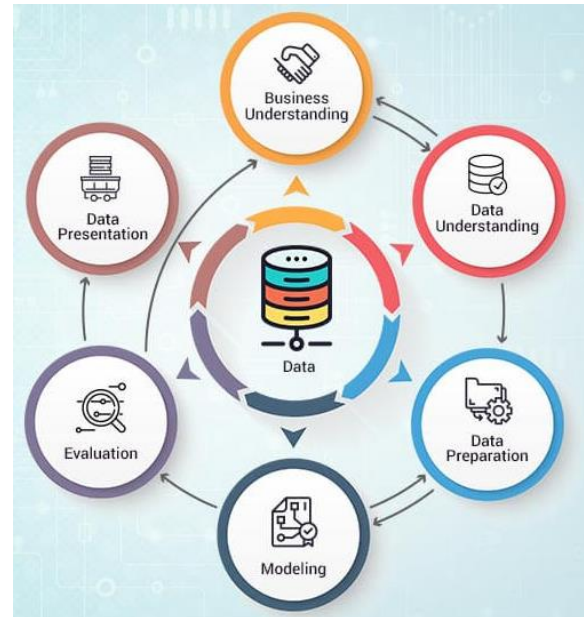 Business
Understanding
Data
Understanding
Data
Preparation
Modeling
Evaluation
Data
Presentation
Data